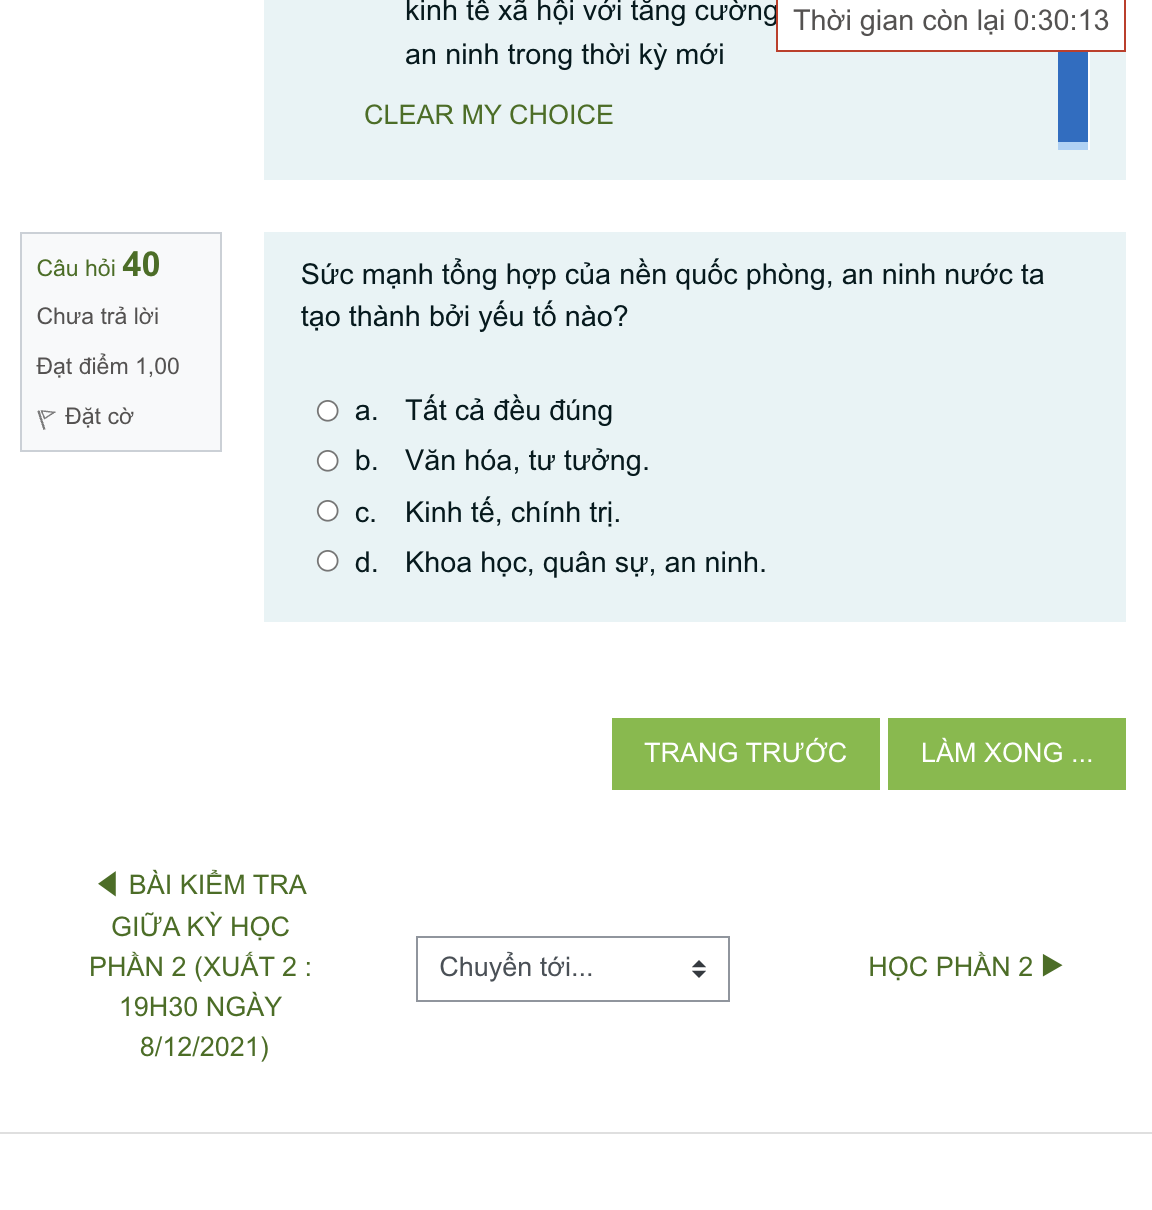 kinh tế xã hội với tăng cường
Thời gian còn lại 0:30:13
an ninh trong thời kỳ mới
CLEAR MY CHOICE
Câu hỏi 40
Chưa trả lời
Đạt điểm 1,00
Đặt cờ
Sức mạnh tổng hợp của nền quốc phòng, an ninh nước ta
tạo thành bởi yếu tố nào?
a. Tất cả đều đúng
b. Văn hóa, tư tưởng.
c. Kinh tế, chính trị.
d. Khoa học, quân sự, an ninh.
TRANG TRƯỚC
LÀM XONG ...
BÀI KIỂM TRA
GIỮA KỲ HỌC
PHẦN 2 (XUẤT 2 :
19H30 NGÀY
8/12/2021)
Chuyển tới...
HỌC PHẦN 2